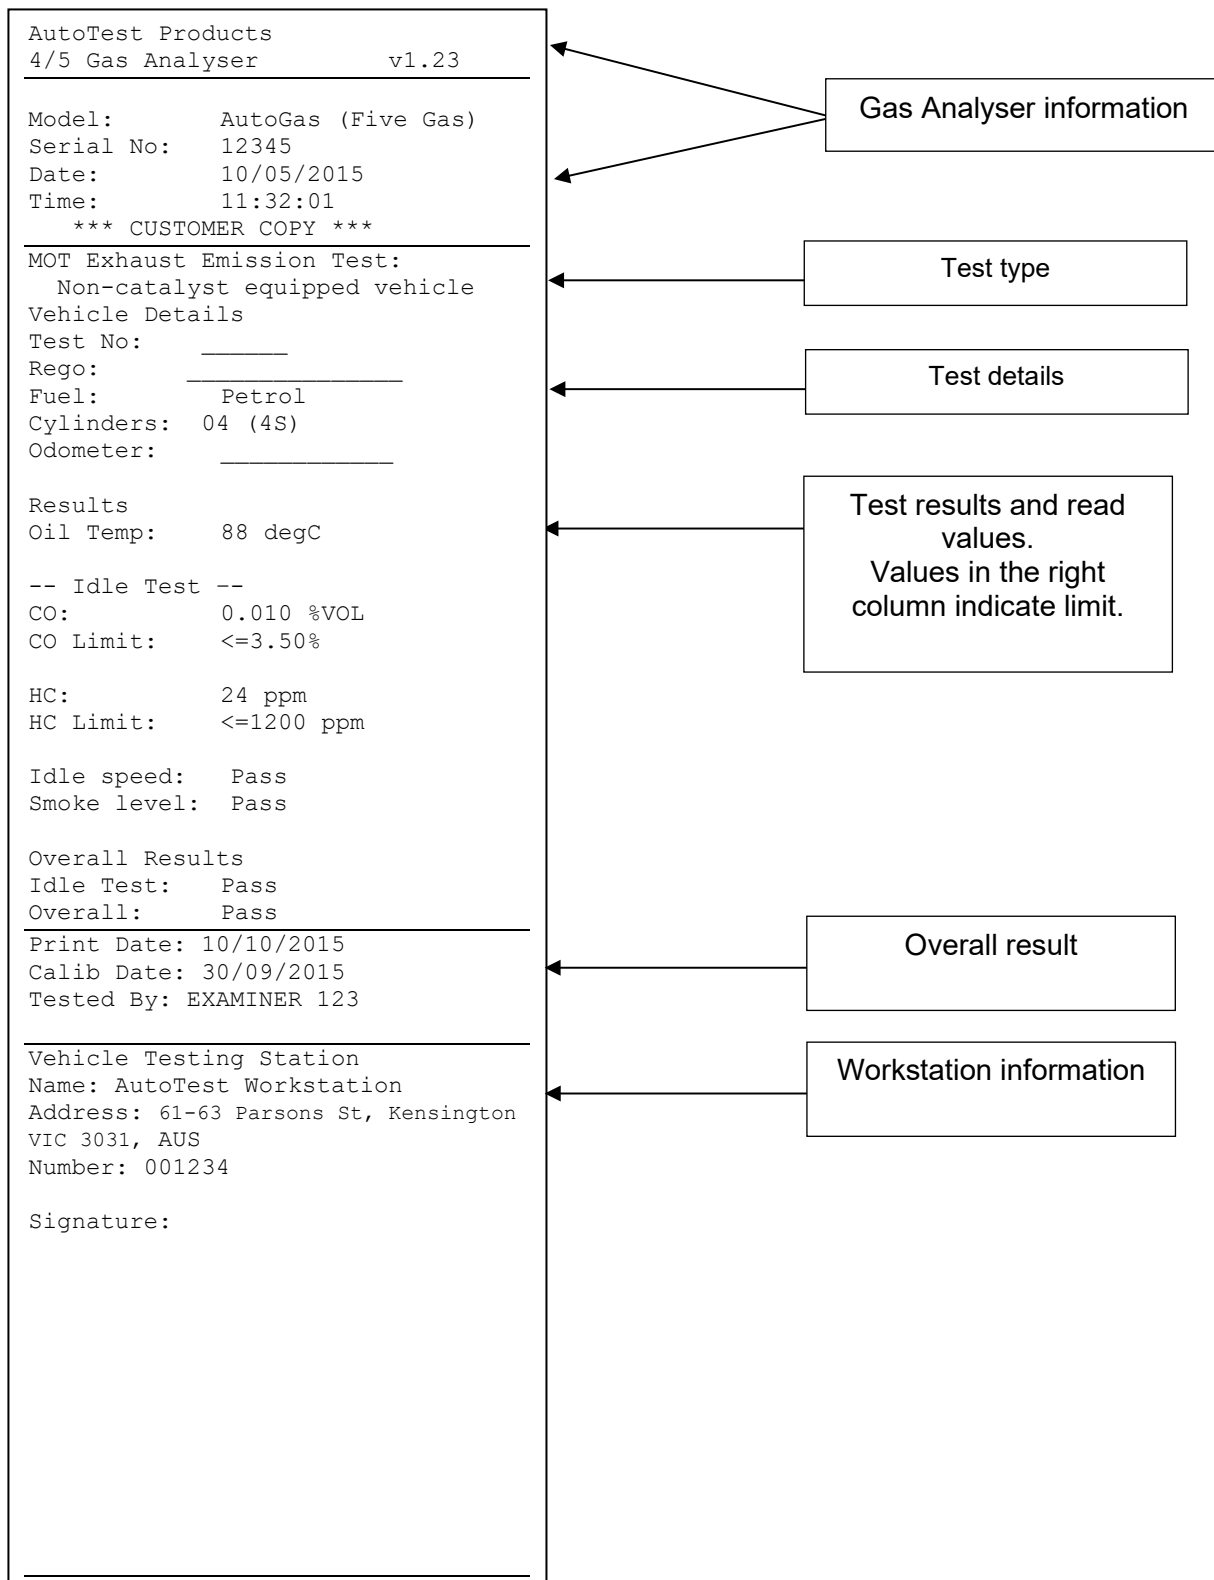 AutoTest Products
4/5 Gas Analyser v1.23
Model: AutoGas (Five Gas)
Serial No: 12345
Date: 10/05/2015
Time: 11:32:01
*** CUSTOMER COPY ***
MOT Exhaust Emission Test:
Non-catalyst equipped vehicle
Vehicle Details
Test No: ______
Rego: _______________
Fuel: Petrol
Cylinders: 04 (4S)
Odometer: ____________
Results
Oil Temp: 88 degC
-- Idle Test --
CO: 0.010 %VOL
CO Limit: <=3.50%
HC: 24 ppm
HC Limit: <=1200 ppm
Idle speed: Pass
Smoke level: Pass
Overall Results
Idle Test: Pass
Overall: Pass
Print Date: 10/10/2015
Calib Date: 30/09/2015
Tested By: EXAMINER 123
Vehicle Testing Station
Name: AutoTest Workstation
Address: 61-63 Parsons St, Kensington
VIC 3031, AUS
Number: 001234
Signature:
Gas Analyser information
Test type
Test details
Test results and read
values.
Values in the right
column indicate limit.
Overall result
Workstation information